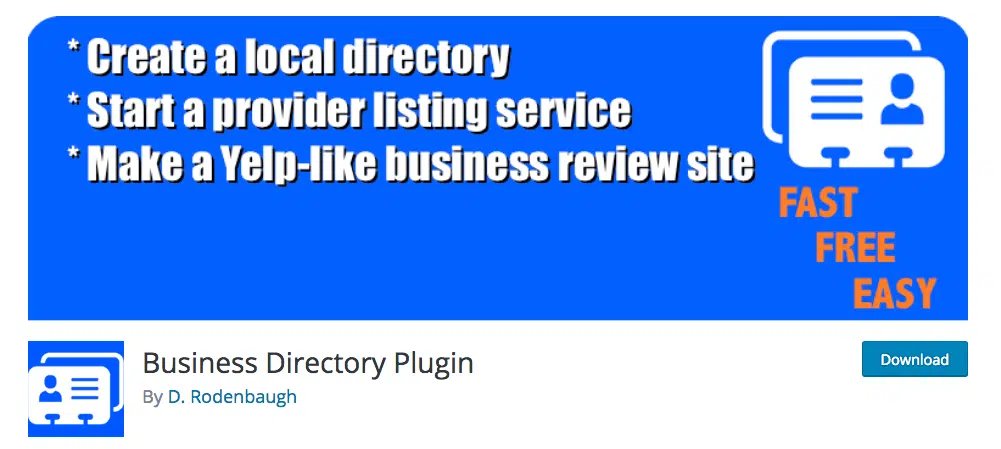 * Create a local directory
* Start a provider listing service
* Make a Yelp-like business review site
FAST
FREE
EASY
Business Directory Plugin
Download
By D. Rodenbaugh